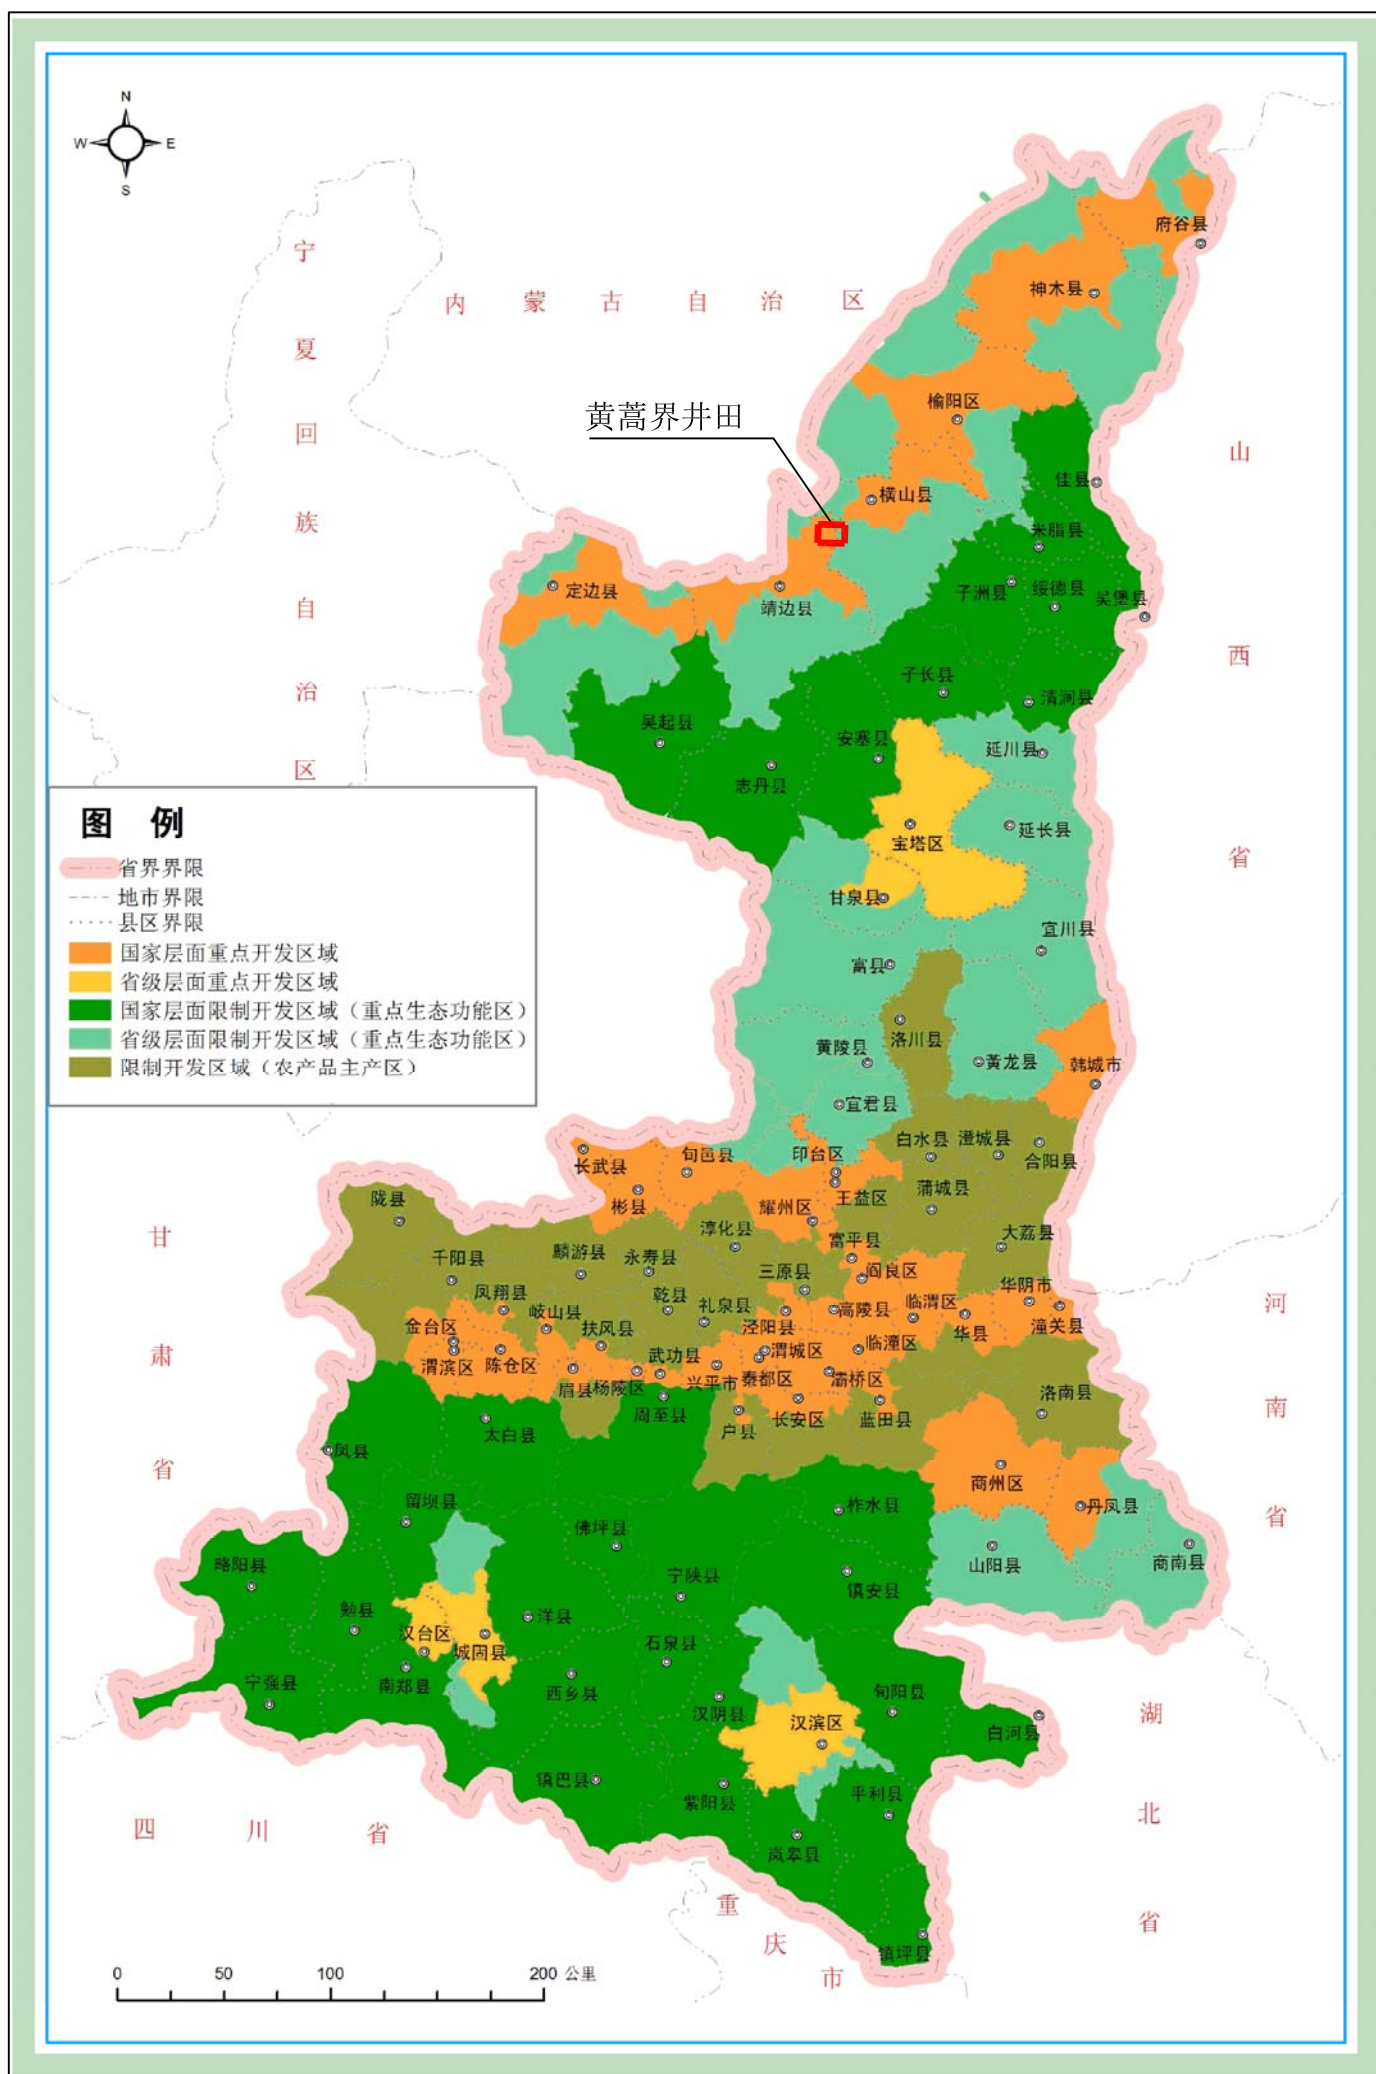 N
W E
S
宁夏回族自治区
内蒙古自治区
山西省
甘肃省
河南省
湖北省
四川省
重庆市
黄蒿界井田
府谷县
神木县
榆阳区
佳县
横山县
米脂县
定边县
靖边县
子洲县
绥德县
吴堡县
子长县
清涧县
吴起县
安塞县
延川县
志丹县
延长县
宝塔区
甘泉县
宜川县
富县
洛川县
黄陵县
黄龙县
韩城市
宜君县
图 例
省界界限
地市界限
县区界限
国家层面重点开发区域
省级层面重点开发区域
国家层面限制开发区域（重点生态功能区）
省级层面限制开发区域（重点生态功能区）
限制开发区域（农产品主产区）
长武县
旬邑县
印台区
白水县
澄城县
合阳县
彬县
王益区
蒲城县
陇县
耀州区
淳化县
富平县
大荔县
千阳县
麟游县
永寿县
三原县
阎良区
华阴市
凤翔县
岐山县
乾县
礼泉县
高陵县
临渭区
金台区
扶风县
泾阳县
华县
潼关县
渭滨区
陈仓区
武功县
渭城区
临潼区
眉县
杨陵区
兴平市
秦都区
灞桥区
洛南县
周至县
户县
长安区
蓝田县
太白县
凤县
商州区
留坝县
柞水县
丹凤县
佛坪县
略阳县
宁陕县
镇安县
山阳县
商南县
勉县
汉台区
洋县
城固县
石泉县
宁强县
南郑县
西乡县
汉阴县
旬阳县
汉滨区
白河县
镇巴县
紫阳县
平利县
岚皋县
镇坪县
0 50 100 200 公里